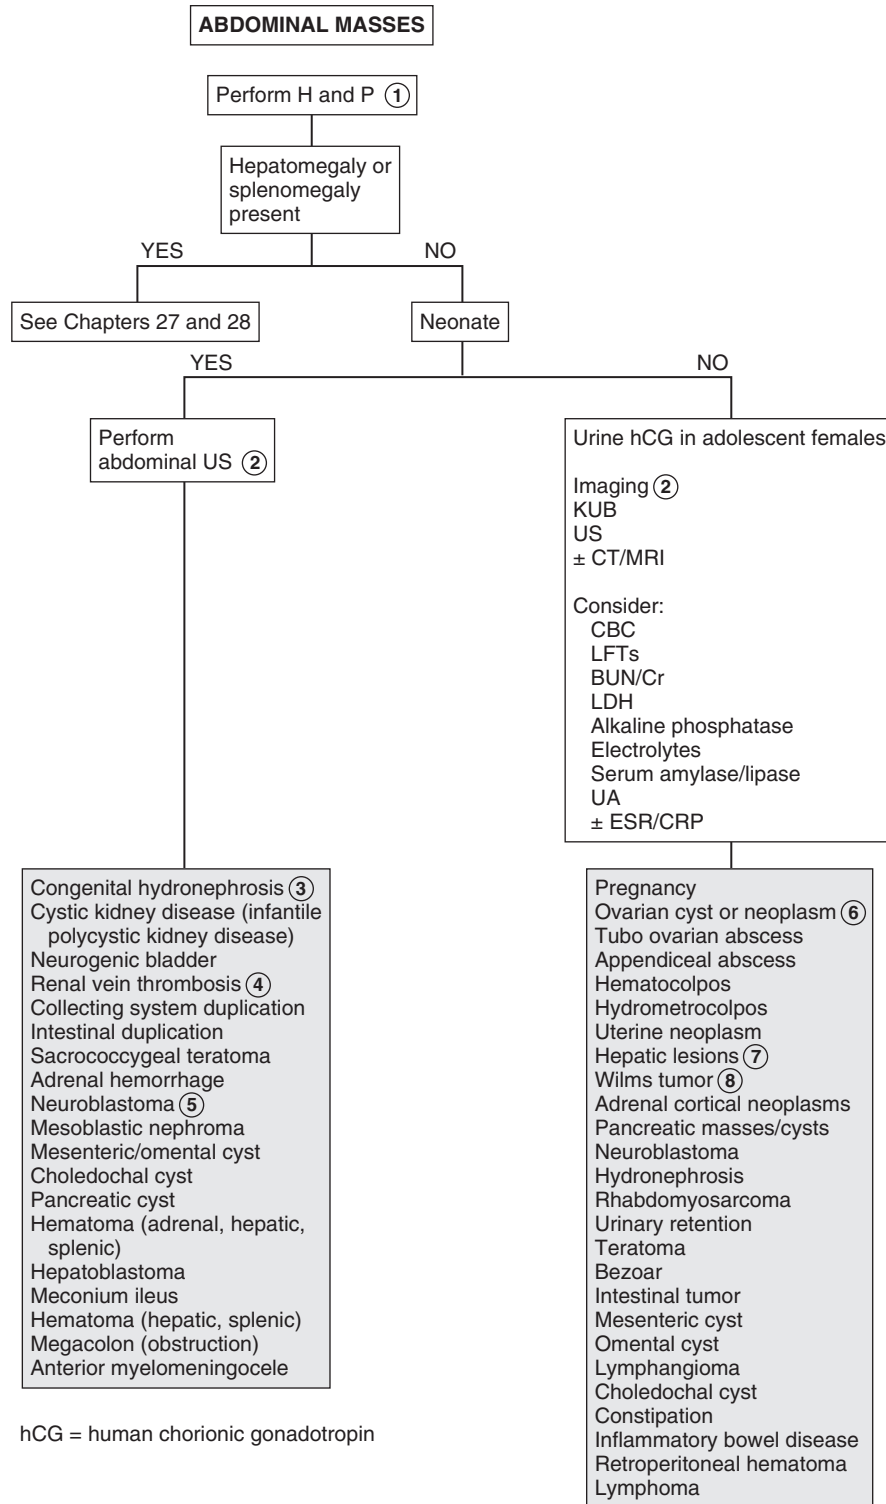 ABDOMINAL MASSES
Perform H and P 1
Hepatomegaly or
splenomegaly
present
YES
NO
See Chapters 27 and 28
Neonate
YES
NO
Perform
abdominal US 2
Urine hCG in adolescent females
Imaging 2
KUB
US
± CT/MRI
Consider:
CBC
LFTs
BUN/Cr
LDH
Alkaline phosphatase
Electrolytes
Serum amylase/lipase
UA
± ESR/CRP
Congenital hydronephrosis 3
Cystic kidney disease (infantile
polycystic kidney disease)
Neurogenic bladder
Renal vein thrombosis 4
Collecting system duplication
Intestinal duplication
Sacrococcygeal teratoma
Adrenal hemorrhage
Neuroblastoma 5
Mesoblastic nephroma
Mesenteric/omental cyst
Choledochal cyst
Pancreatic cyst
Hematoma (adrenal, hepatic,
splenic)
Hepatoblastoma
Meconium ileus
Hematoma (hepatic, splenic)
Megacolon (obstruction)
Anterior myelomeningocele
Pregnancy
Ovarian cyst or neoplasm 6
Tubo ovarian abscess
Appendiceal abscess
Hematocolpos
Hydrometrocolpos
Uterine neoplasm
Hepatic lesions 7
Wilms tumor 8
Adrenal cortical neoplasms
Pancreatic masses/cysts
Neuroblastoma
Hydronephrosis
Rhabdomyosarcoma
Urinary retention
Teratoma
Bezoar
Intestinal tumor
Mesenteric cyst
Omental cyst
Lymphangioma
Choledochal cyst
Constipation
Inflammatory bowel disease
Retroperitoneal hematoma
Lymphoma
hCG = human chorionic gonadotropin